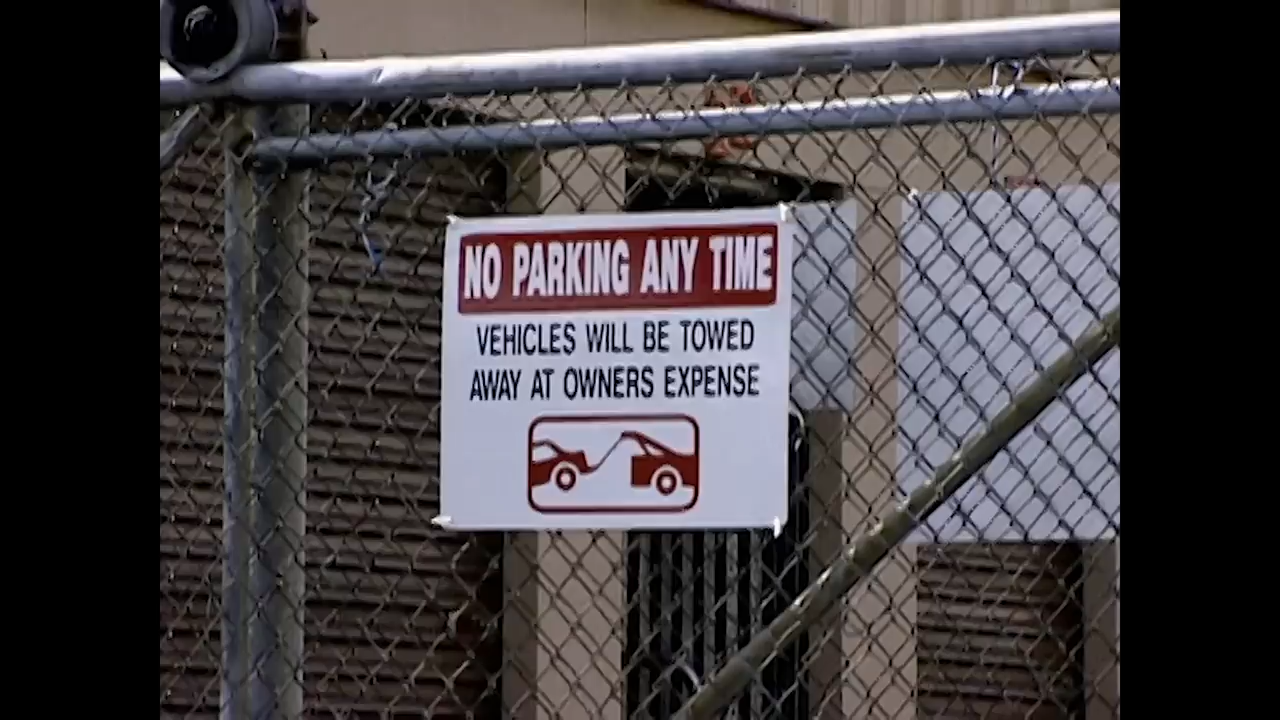 NO PARKING ANY TIME
VEHICLES WILL BE TOWED
AWAY AT OWNERS EXPENSE